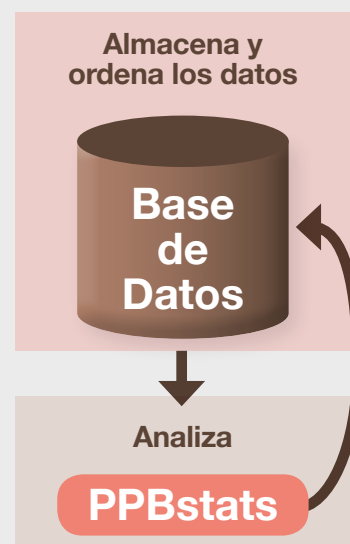 Almacena y
ordena los datos
Base
de
Datos
Analiza
PPBstats